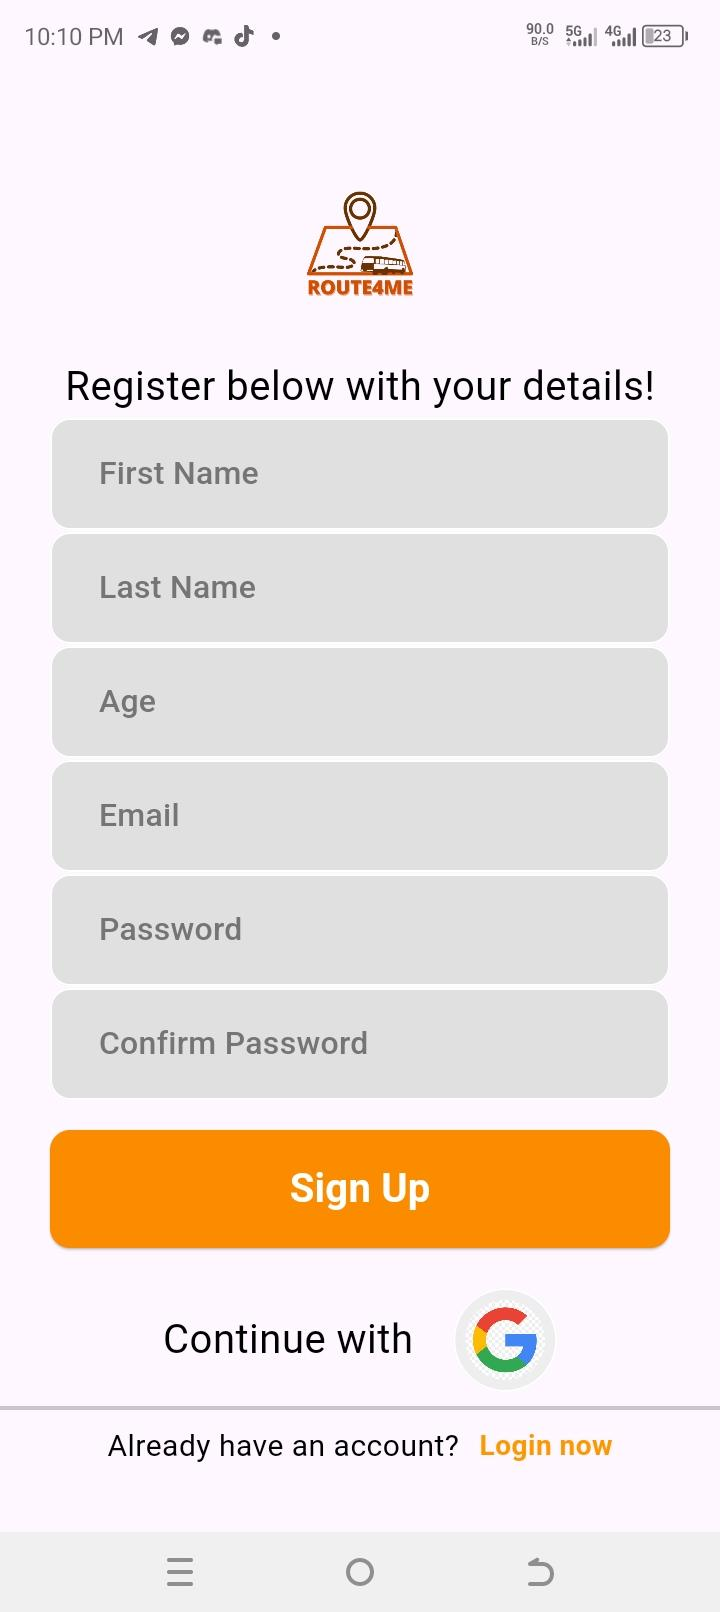 10:10 PM 90.0 B/S 5G 4G 23
ROUTE4ME
Register below with your details!
First Name
Last Name
Age
Email
Password
Confirm Password
Sign Up
Continue with
Already have an account? Login now